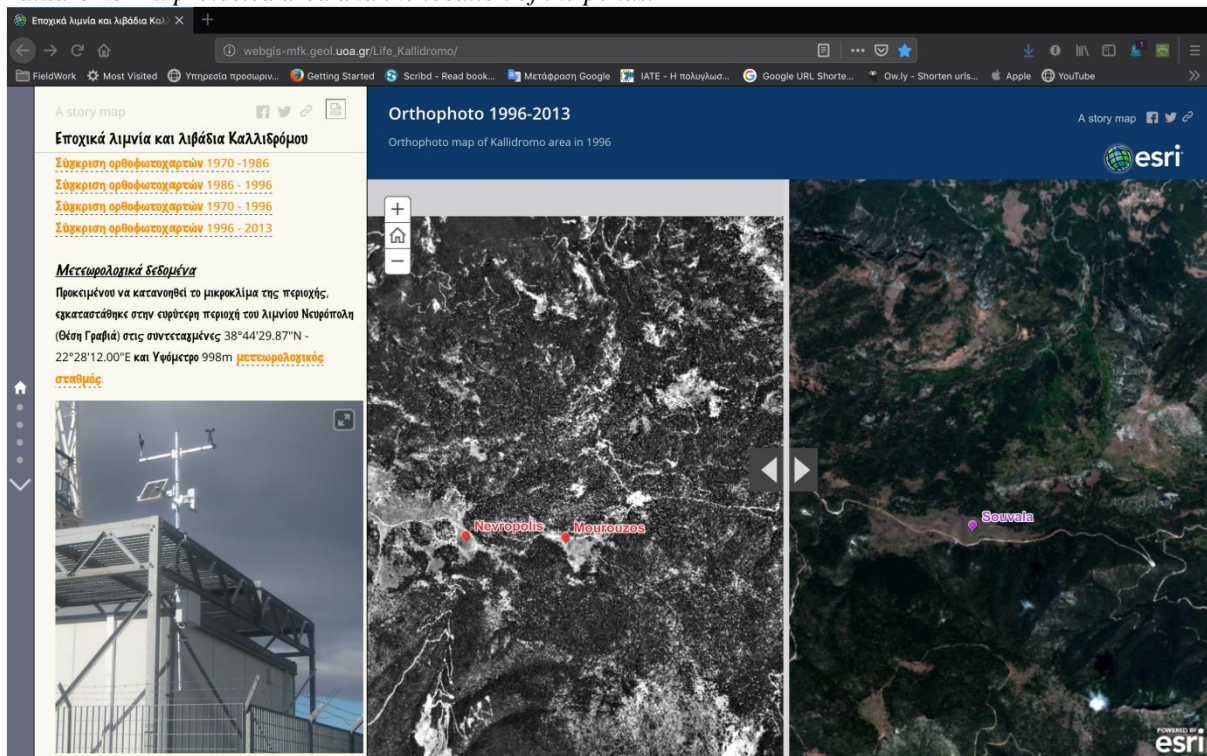 Εποχικά λιμνία και λιβάδια Καλλ
webgis-mfk.geol.uoa.gr/Life_Kallidromo/
FieldWork Most Visited Υπηρεσία προσωριν... Getting Started Scribd - Read book... Μετάφραση Google IATE - Η πολυγλωσ... Google URL Shorte... Ow.ly - Shorten urls... Apple YouTube
A story map
Εποχικά λιμνία και λιβάδια Καλλιδρόμου
Σύγκριση ορθοφωτοχαρτών 1970 -1986
Σύγκριση ορθοφωτοχαρτών 1986 - 1996
Σύγκριση ορθοφωτοχαρτών 1970 - 1996
Σύγκριση ορθοφωτοχαρτών 1996 - 2013
Μετεωρολογικά δεδομένα
Προκειμένου να κατανοηθεί το μικροκλίμα της περιοχής,
εγκαταστάθηκε στην ευρύτερη περιοχή του λιμνίου Νευρόπολη
(Θέση Γραβιά) στις συντεταγμένες 38°44'29.87"N -
22°28'12.00"E και Υψόμετρο 998m μετεωρολογικός
σταθμός.
Orthophoto 1996-2013
Orthophoto map of Kallidromo area in 1996
A story map
esri
Nevropolis
Mourouzos
Souvala
POWERED BY
esri